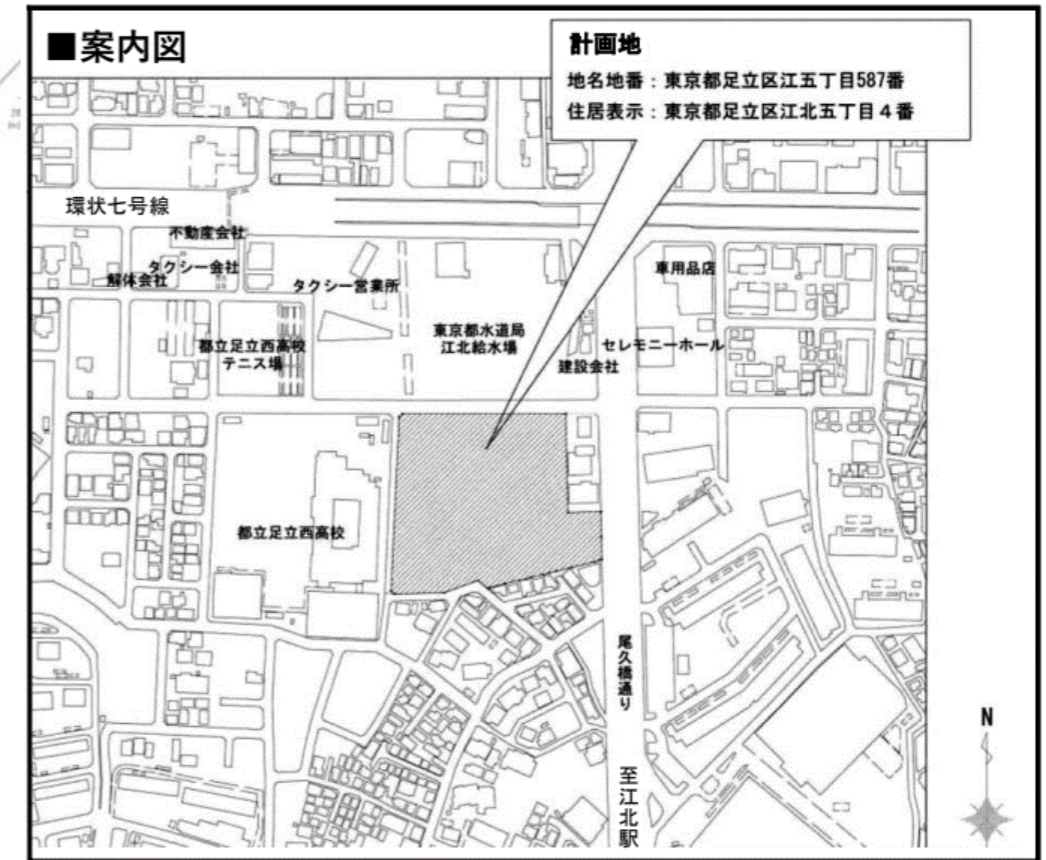 ■案内図
計画地
地名地番：東京都足立区江五丁目587番
住居表示：東京都足立区江北五丁目４番
環状七号線
不動産会社
タクシー会社
解体会社
タクシー営業所
車用品店
東京都水道局
江北給水場
都立足立西高校
テニス場
セレモニーホール
建設会社
都立足立西高校
尾久橋通り
至江北駅
N